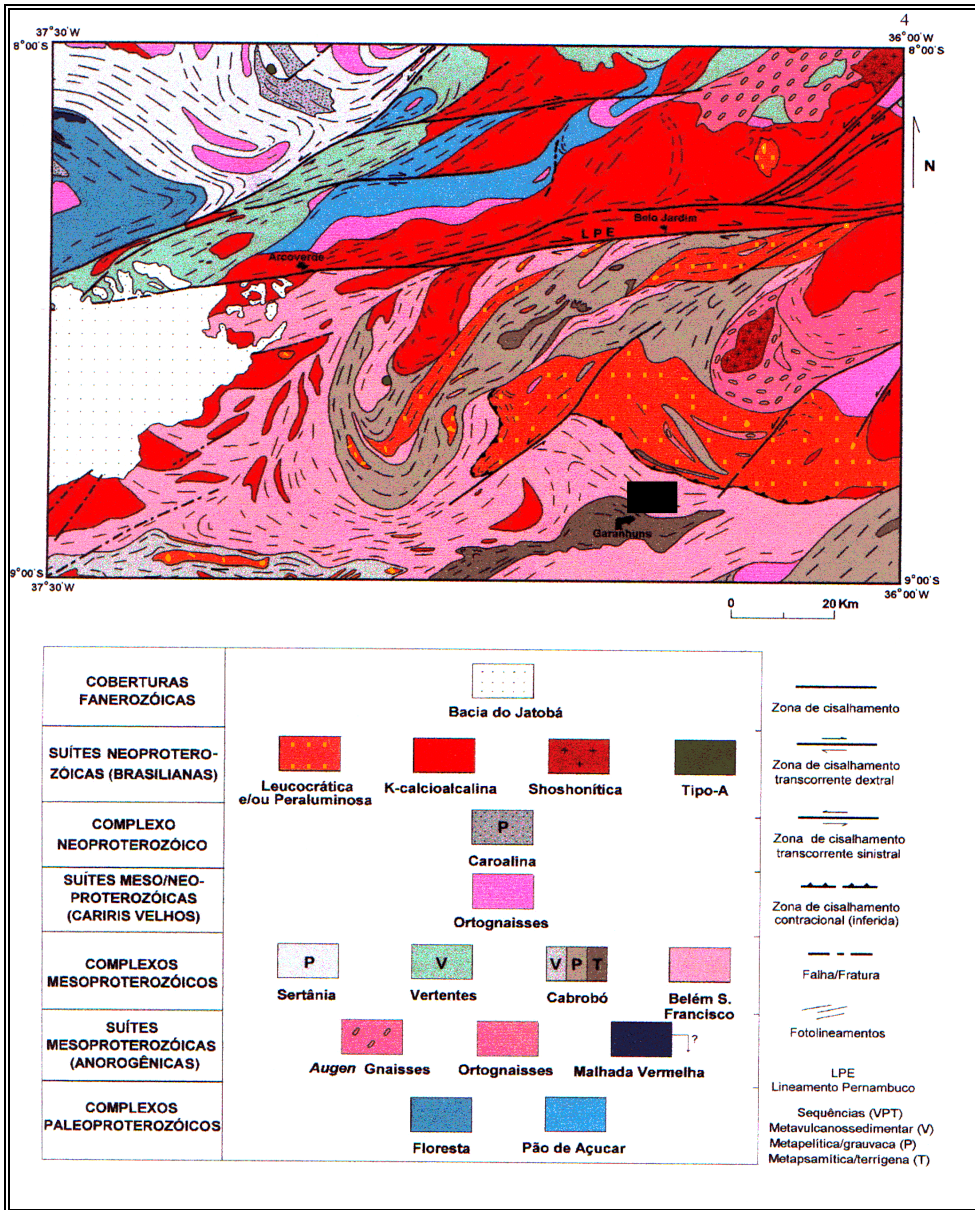 4
37°30'W
36°00'W
8°00'S
8°00'S
N
Belo Jardim
LPE
Arcoverde
Garanhuns
9°00'S
9°00'S
37°30'W
36°00'W
0 20 Km
COBERTURAS
FANEROZÓICAS
Bacia do Jatobá
SUÍTES NEOPROTERO-
ZÓICAS (BRASILIANAS)
Leucocrática
e/ou Peraluminosa
K-calcioalcalina
Shoshonítica
Tipo-A
COMPLEXO
NEOPROTEROZÓICO
P
Caroalina
SUÍTES MESO/NEO-
PROTEROZÓICAS
(CARIRIS VELHOS)
Ortognaisses
COMPLEXOS
MESOPROTEROZÓICOS
P
Sertânia
V
Vertentes
V P T
Cabrobó
Belém S.
Francisco
SUÍTES
MESOPROTEROZÓICAS
(ANOROGÊNICAS)
Augen Gnaisses
Ortognaisses
Malhada Vermelha
?
COMPLEXOS
PALEOPROTEROZÓICOS
Floresta
Pão de Açucar
Zona de cisalhamento
Zona de cisalhamento
transcorrente dextral
Zona de cisalhamento
transcorrente sinistral
Zona de cisalhamento
contracional (inferida)
Falha/Fratura
Fotolineamentos
LPE
Lineamento Pernambuco
Sequências (VPT)
Metavulcanossedimentar (V)
Metapelítica/grauvaca (P)
Metapsamítica/terrígena (T)